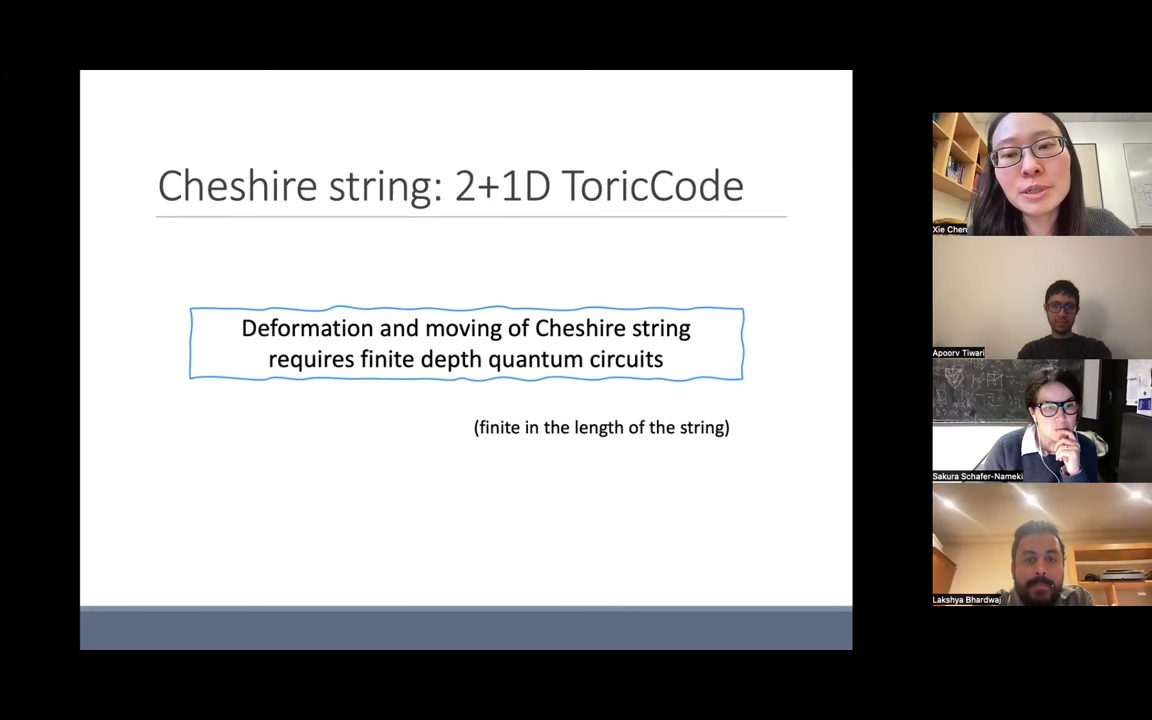 Cheshire string: 2+1D ToricCode
Deformation and moving of Cheshire string
requires finite depth quantum circuits
(finite in the length of the string)
Xie Chen
Apoorv Tiwari
Sakura Schafer-Nameki
Lakshya Bhardwaj